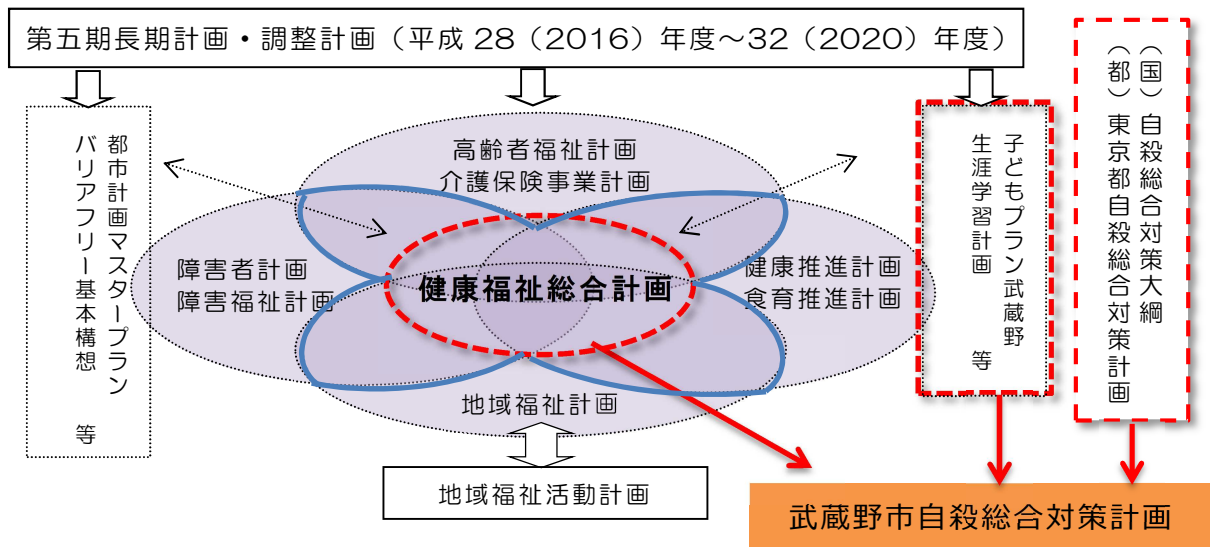 第五期長期計画・調整計画（平成 28（2016）年度～32（2020）年度）
都市計画マスタープラン
バリアフリー基本構想　等
高齢者福祉計画
介護保険事業計画
障害者計画
障害福祉計画
健康福祉総合計画
健康推進計画
食育推進計画
地域福祉計画
地域福祉活動計画
子どもプラン武蔵野
生涯学習計画　等
（国）自殺総合対策大綱
（都）東京都自殺総合対策計画
武蔵野市自殺総合対策計画